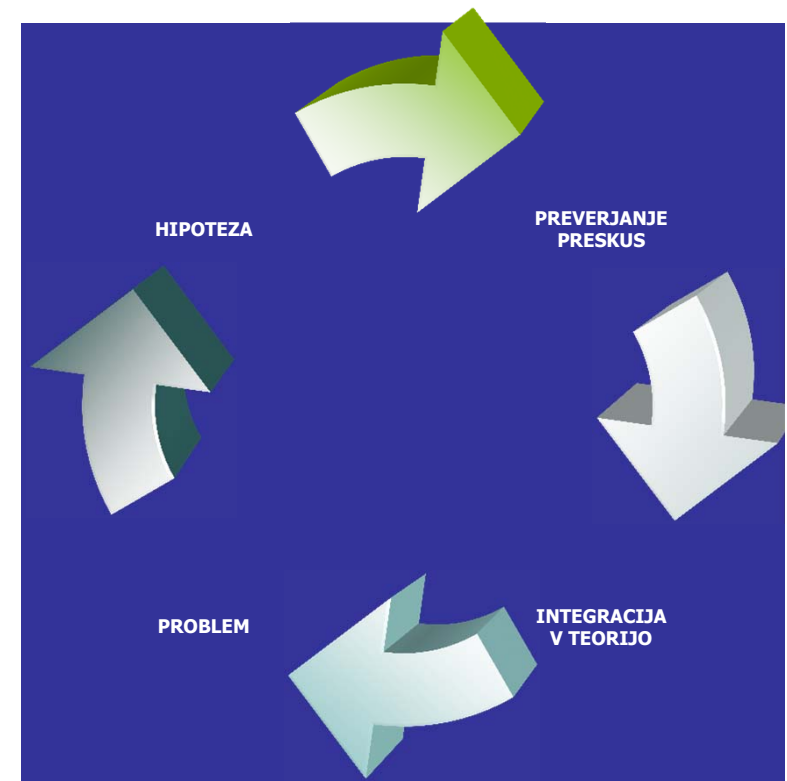 HIPOTEZA
PREVERJANJE
PRESKUS
PROBLEM
INTEGRACIJA
V TEORIJO